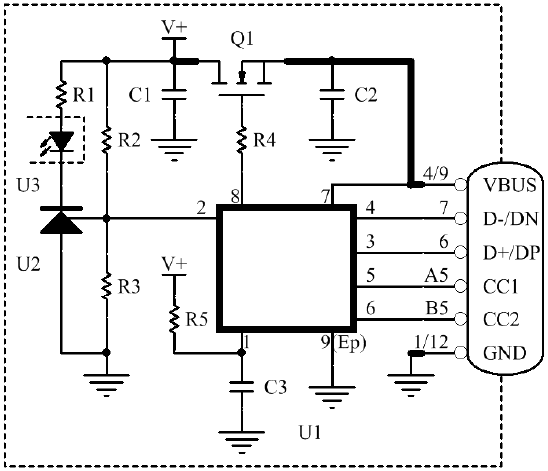 V+
Q1
R1
C1
C2
R2
R4
U3
4/9
VBUS
8
7
2
4
7
D-/DN
U2
3
6
D+/DP
V+
R3
5
A5
CC1
R5
6
B5
CC2
1
9(Ep)
1/12
GND
C3
U1